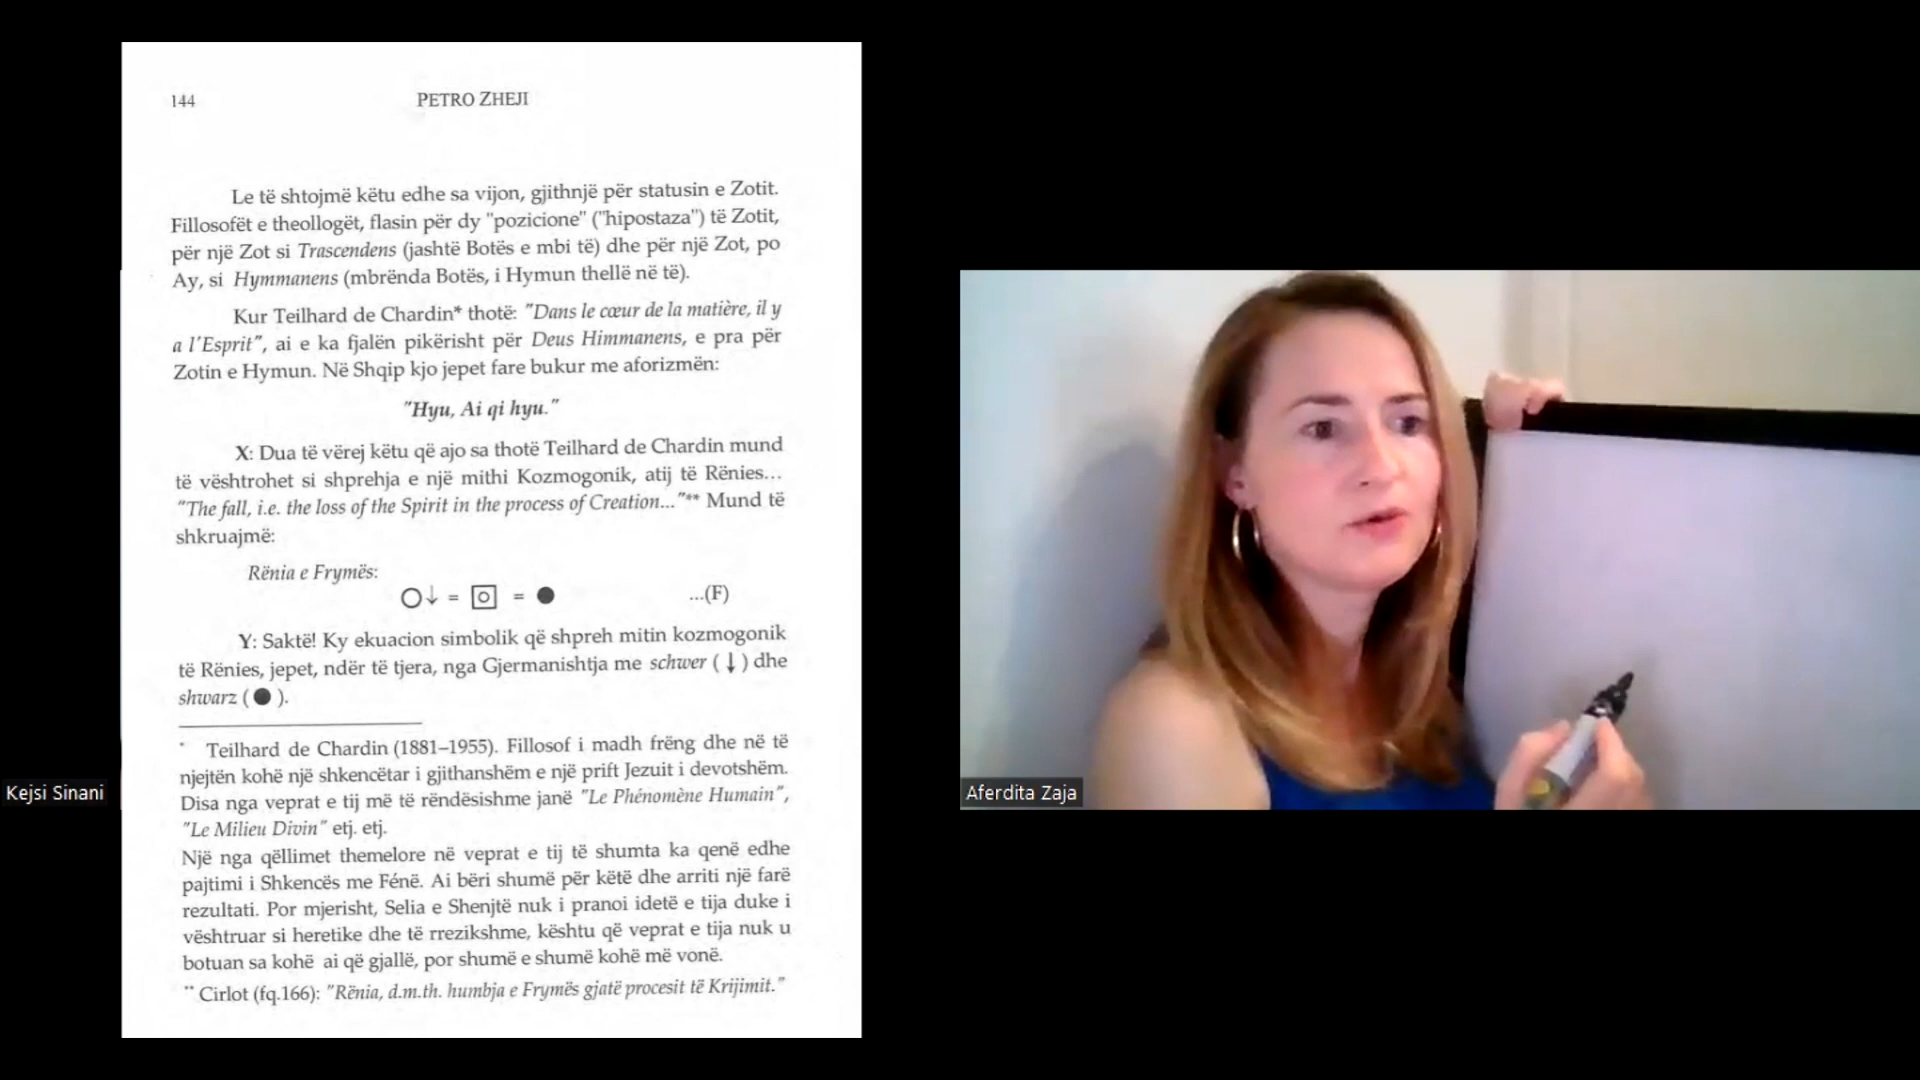 144
PETRO ZHEJI
Le të shtojmë këtu edhe sa vijon, gjithnjë për statusin e Zotit.
Fillosofët e theollogët, flasin për dy "pozicione" ("hipostaza") të Zotit,
për një Zot si Trascendens (jashtë Botës e mbi të) dhe për një Zot, po
Ay, si Hymmanens (mbrënda Botës, i Hymun thellë në të).
Kur Teilhard de Chardin* thotë: "Dans le cœur de la matière, il y
a l'Esprit", ai e ka fjalën pikërisht për Deus Himmanens, e pra për
Zotin e Hymun. Në Shqip kjo jepet fare bukur me aforizmën:
"Hyu, Ai qi hyu."
X: Dua të vërej këtu që ajo sa thotë Teilhard de Chardin mund
të vështrohet si shprehja e një mithi Kozmogonik, atij të Rënies...
"The fall, i.e. the loss of the Spirit in the process of Creation..."** Mund të
shkruajmë:
Rënia e Frymës:
○↓ = = ● ...(F)
Y: Saktë! Ky ekuacion simbolik që shpreh mitin kozmogonik
të Rënies, jepet, ndër të tjera, nga Gjermanishtja me schwer (↓) dhe
shwarz (●).
* Teilhard de Chardin (1881–1955). Fillosof i madh frëng dhe në të
njejtën kohë një shkencëtar i gjithanshëm e një prift Jezuit i devotshëm.
Disa nga veprat e tij më të rëndësishme janë "Le Phénomène Humain",
"Le Milieu Divin" etj. etj.
Një nga qëllimet themelore në veprat e tij të shumta ka qenë edhe
pajtimi i Shkencës me Fénë. Ai bëri shumë për këtë dhe arriti një farë
rezultati. Por mjerisht, Selia e Shenjtë nuk i pranoi idetë e tija duke i
vështruar si heretike dhe të rrezikshme, kështu që veprat e tija nuk u
botuan sa kohë ai që gjallë, por shumë e shumë kohë më vonë.
** Cirlot (fq.166): "Rënia, d.m.th. humbja e Frymës gjatë procesit të Krijimit."
Kejsi Sinani
Aferdita Zaja